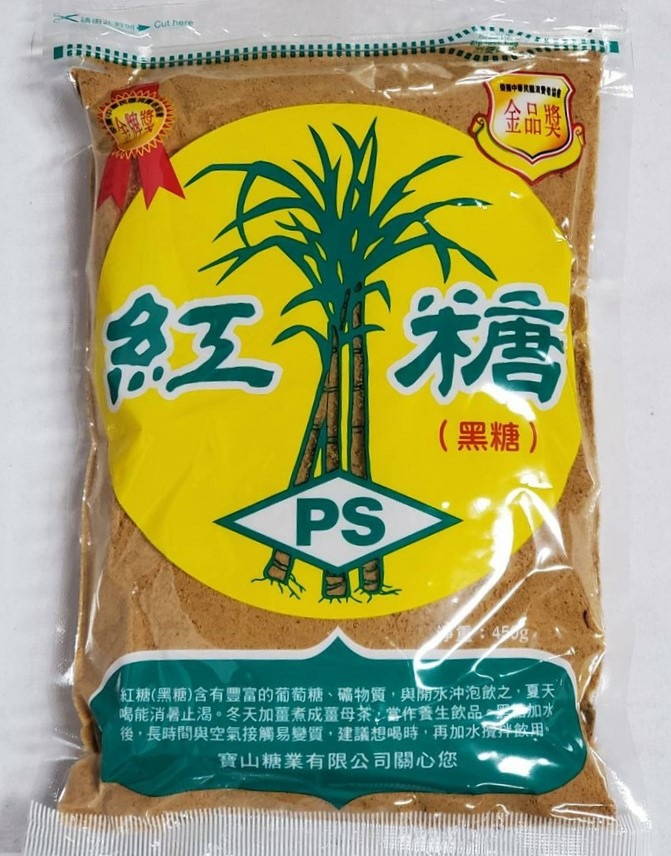 Cut here
金品獎
紅糖
(黑糖)
PS
淨重：450g
紅糖(黑糖)含有豐富的葡萄糖、礦物質，與開水沖泡飲之，夏天
喝能消暑止渴。冬天加薑煮成薑母茶，當作養生飲品。黑糖加水
後，長時間與空氣接觸易變質，建議想喝時，再加水攪拌飲用。
寶山糖業有限公司關心您